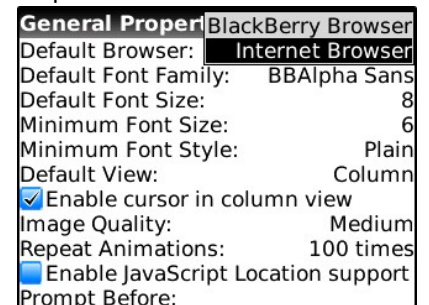 General Propert
BlackBerry Browser
Default Browser:
Internet Browser
Default Font Family: BBAlpha Sans
Default Font Size: 8
Minimum Font Size: 6
Minimum Font Style: Plain
Default View: Column
Enable cursor in column view
Image Quality: Medium
Repeat Animations: 100 times
Enable JavaScript Location support
Prompt Before: